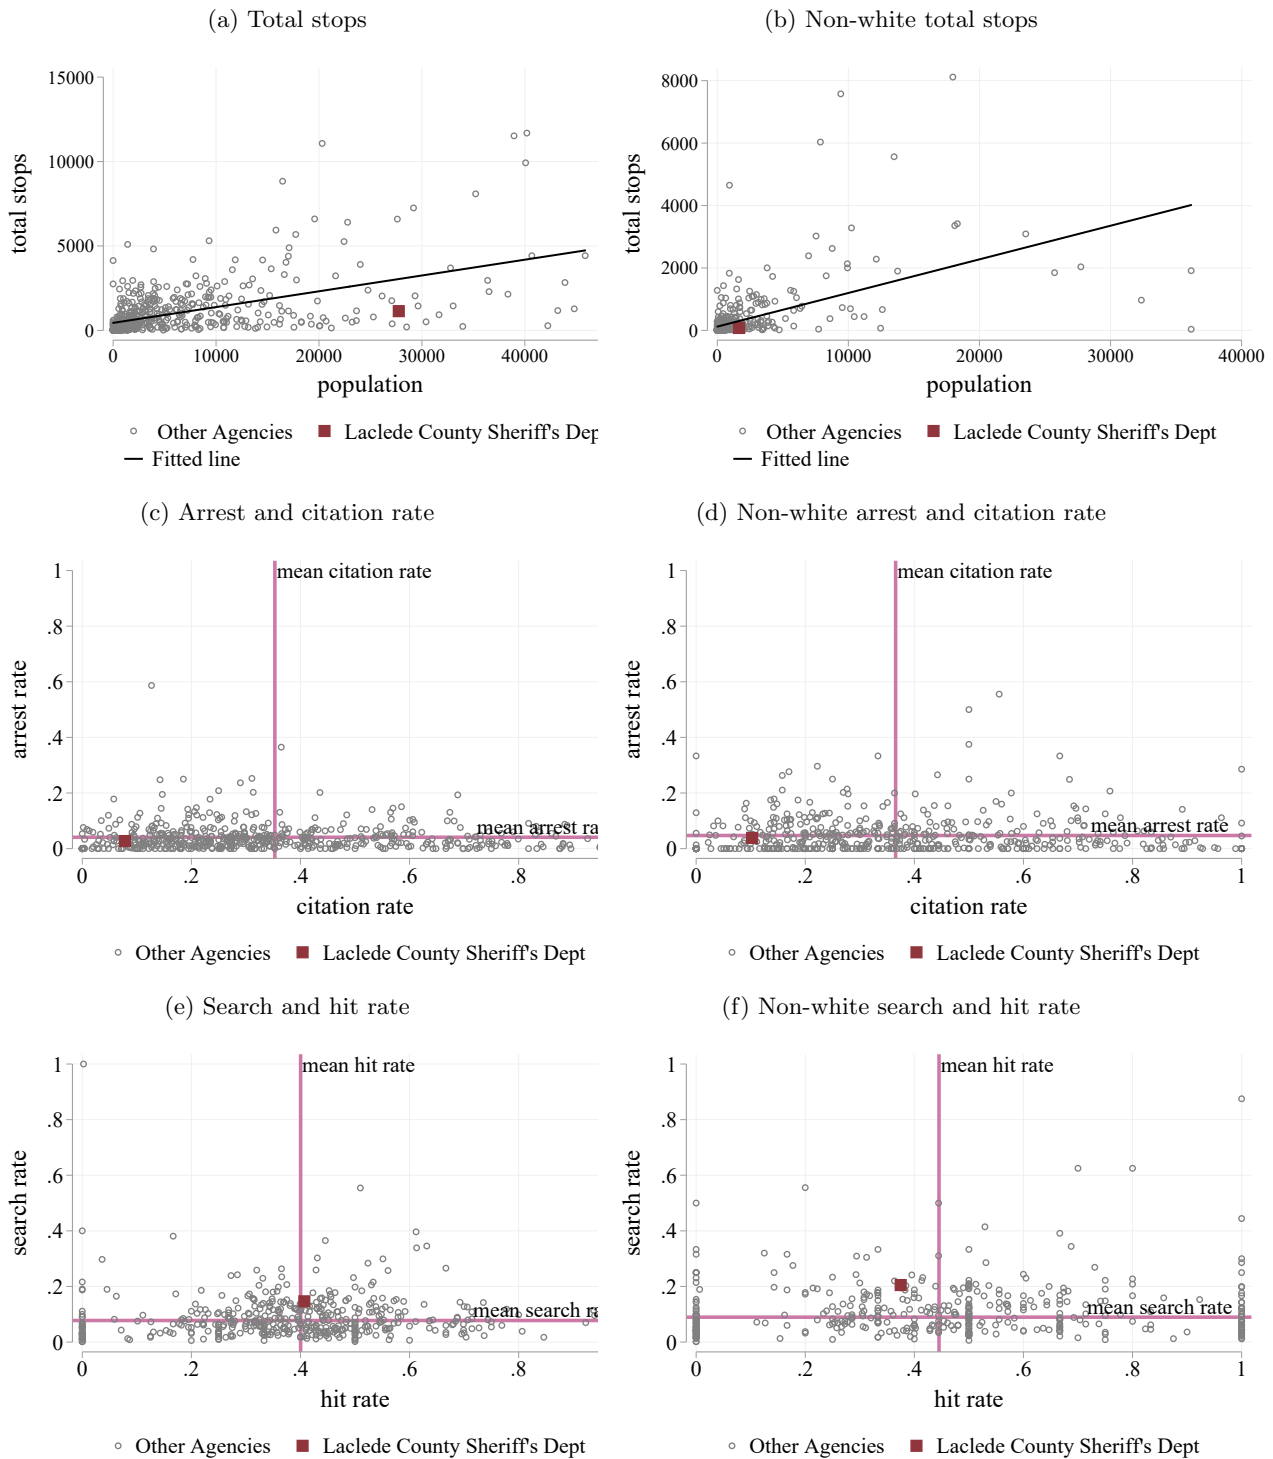 (a) Total stops
(b) Non-white total stops
total stops
15000
10000
5000
0
0 10000 20000 30000 40000
population
Other Agencies Laclede County Sheriff's Dep
Fitted line
total stops
8000
6000
4000
2000
0
0 10000 20000 30000 40000
population
Other Agencies Laclede County Sheriff's Dept
Fitted line
(c) Arrest and citation rate
(d) Non-white arrest and citation rate
arrest rate
1
.8
.6
.4
.2
0
mean citation rate
mean arrest ra
0 .2 .4 .6 .8
citation rate
Other Agencies Laclede County Sheriff's Dept
arrest rate
1
.8
.6
.4
.2
0
mean citation rate
mean arrest rate
0 .2 .4 .6 .8 1
citation rate
Other Agencies Laclede County Sheriff's Dept
(e) Search and hit rate
(f) Non-white search and hit rate
search rate
1
.8
.6
.4
.2
0
mean hit rate
mean search ra
0 .2 .4 .6 .8
hit rate
Other Agencies Laclede County Sheriff's Dept
search rate
1
.8
.6
.4
.2
0
mean hit rate
mean search rate
0 .2 .4 .6 .8 1
hit rate
Other Agencies Laclede County Sheriff's Dept